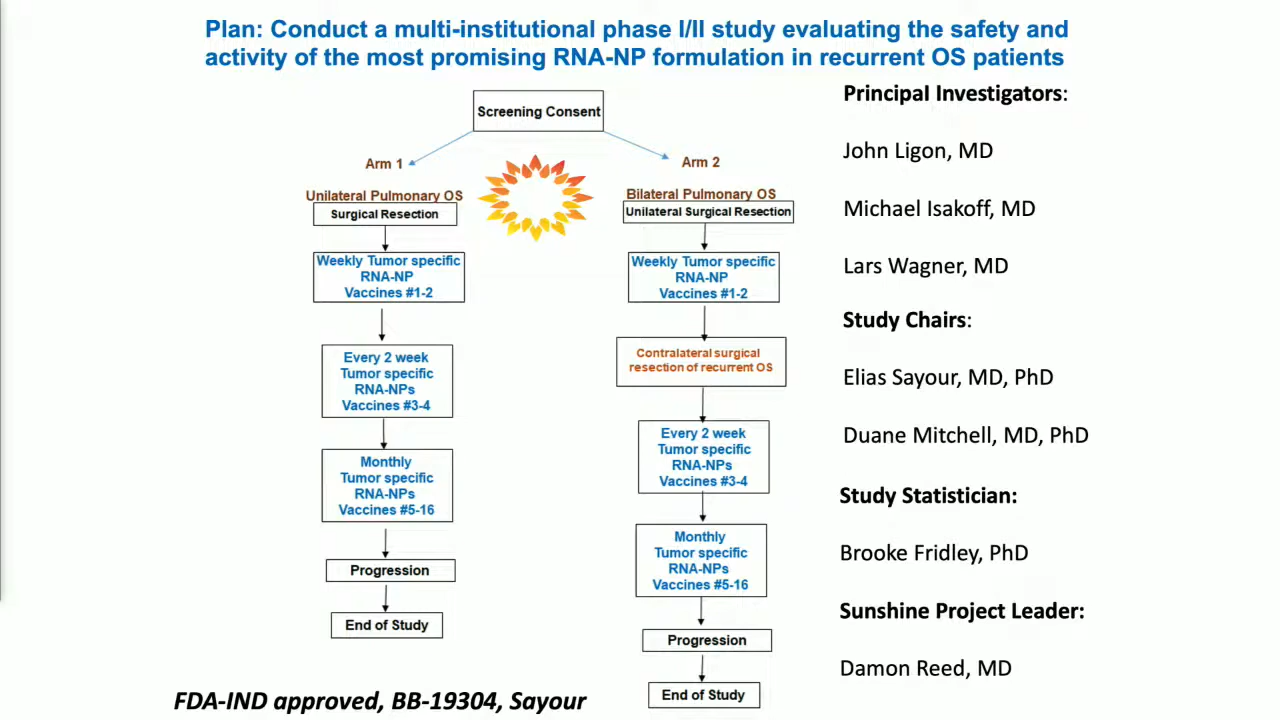 Plan: Conduct a multi-institutional phase I/II study evaluating the safety and
activity of the most promising RNA-NP formulation in recurrent OS patients
Screening Consent
Arm 1
Unilateral Pulmonary OS
Surgical Resection
Weekly Tumor specific
RNA-NP
Vaccines #1-2
Every 2 week
Tumor specific
RNA-NPs
Vaccines #3-4
Monthly
Tumor specific
RNA-NPs
Vaccines #5-16
Progression
End of Study
Arm 2
Bilateral Pulmonary OS
Unilateral Surgical Resection
Weekly Tumor specific
RNA-NP
Vaccines #1-2
Contralateral surgical
resection of recurrent OS
Every 2 week
Tumor specific
RNA-NPs
Vaccines #3-4
Monthly
Tumor specific
RNA-NPs
Vaccines #5-16
Progression
End of Study
Principal Investigators:
John Ligon, MD
Michael Isakoff, MD
Lars Wagner, MD
Study Chairs:
Elias Sayour, MD, PhD
Duane Mitchell, MD, PhD
Study Statistician:
Brooke Fridley, PhD
Sunshine Project Leader:
Damon Reed, MD
FDA-IND approved, BB-19304, Sayour